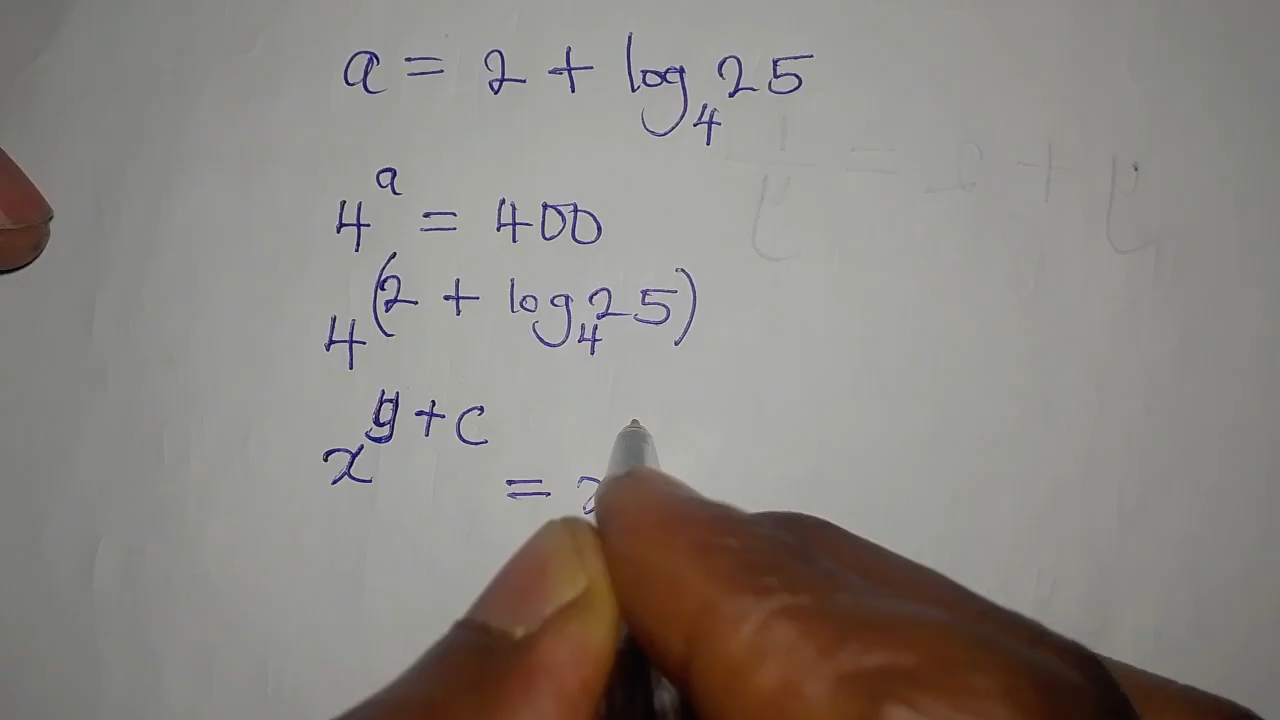 a = 2 + log₄25
4ᵃ = 400
4^(2 + log₄25)
x^(y + c) = x